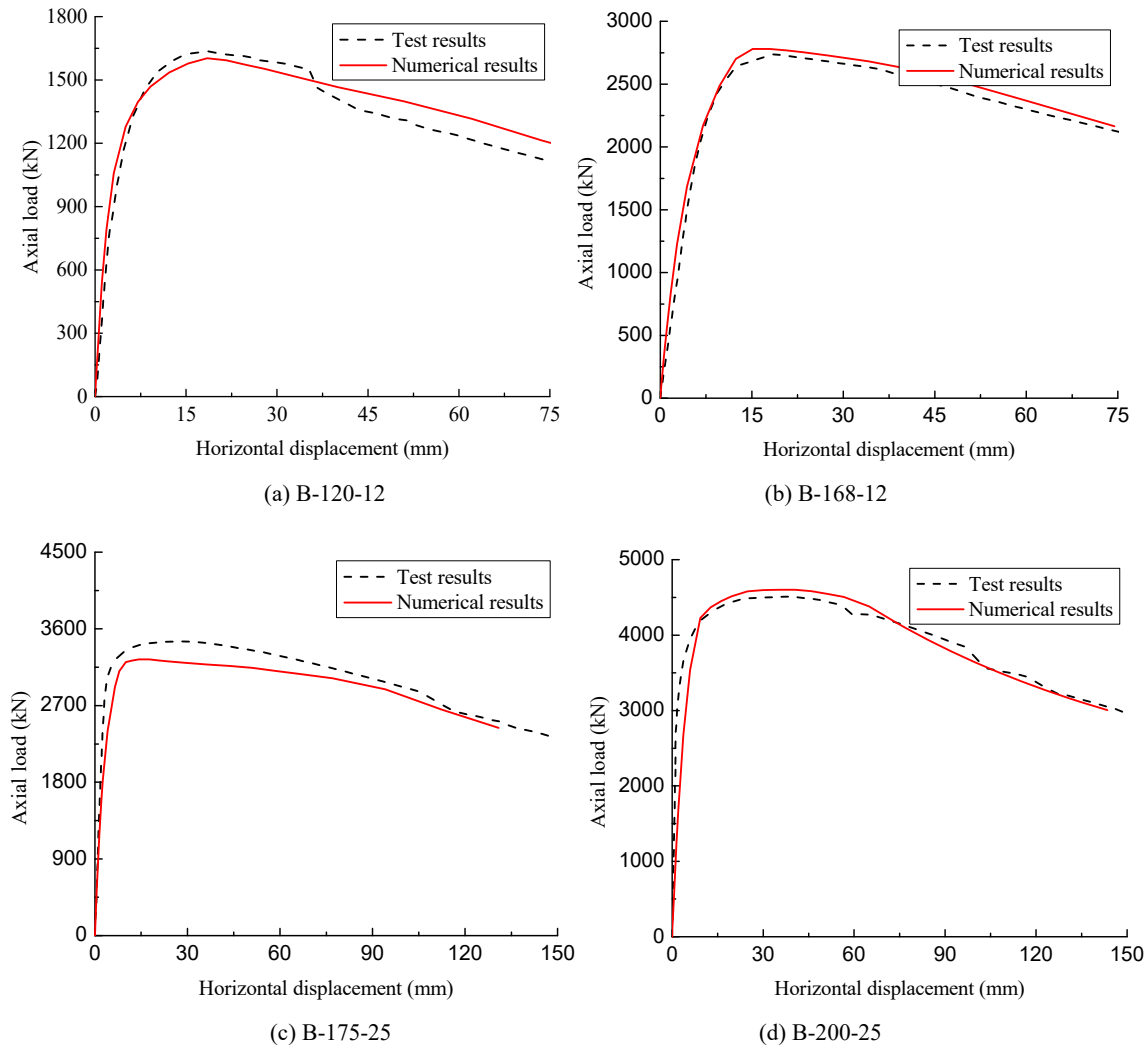 1800
1500
1200
900
600
300
0
Axial load (kN)
Test results
Numerical results
0 15 30 45 60 75
Horizontal displacement (mm)
(a) B-120-12
3000
2500
2000
1500
1000
500
0
Axial load (kN)
Test results
Numerical results
0 15 30 45 60 75
Horizontal displacement (mm)
(b) B-168-12
4500
3600
2700
1800
900
0
Axial load (kN)
Test results
Numerical results
0 30 60 90 120 150
Horizontal displacement (mm)
(c) B-175-25
5000
4000
3000
2000
1000
0
Axial load (kN)
Test results
Numerical results
0 30 60 90 120 150
Horizontal displacement (mm)
(d) B-200-25